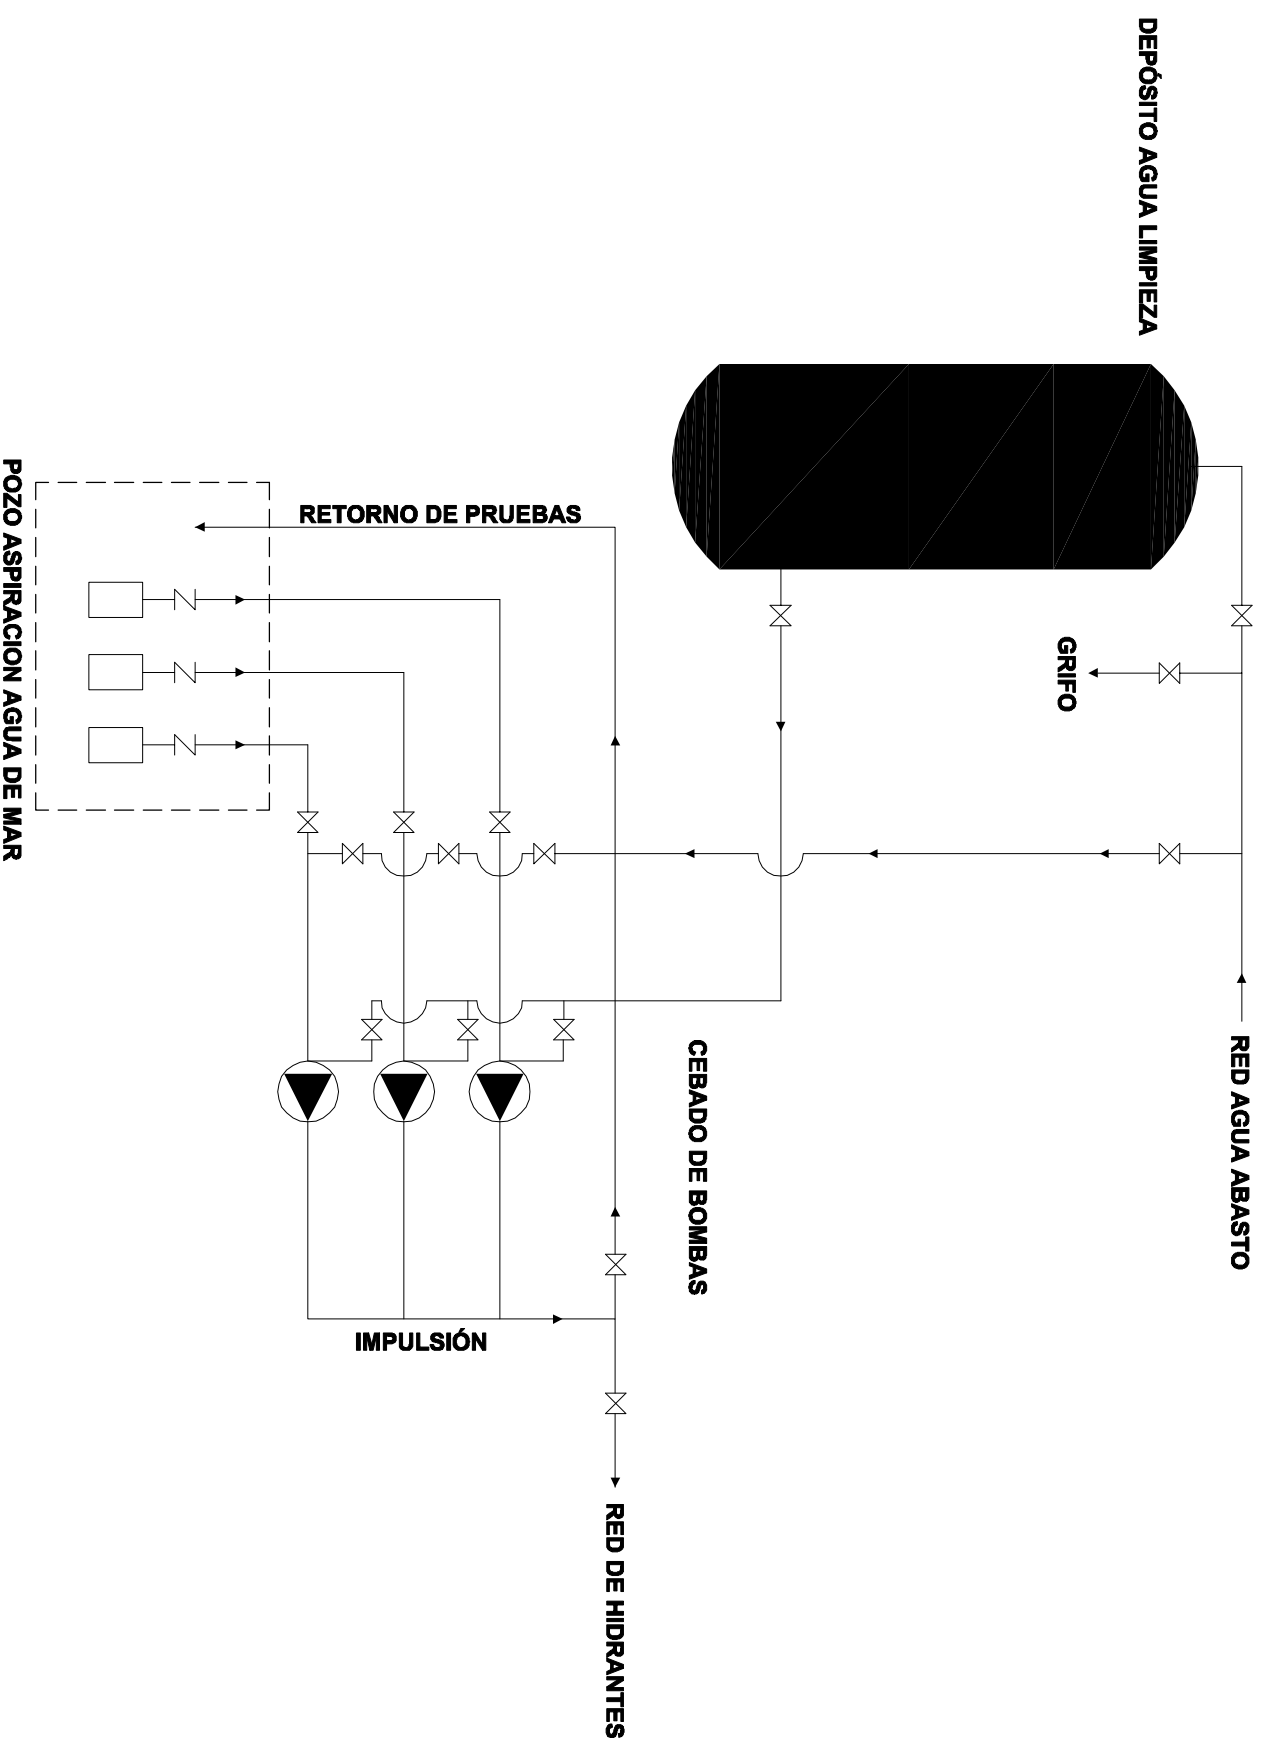 DEPÓSITO AGUA LIMPIEZA
POZO ASPIRACION AGUA DE MAR
RETORNO DE PRUEBAS
GRIFO
CEBADO DE BOMBAS
RED AGUA ABASTO
IMPULSIÓN
RED DE HIDRANTES